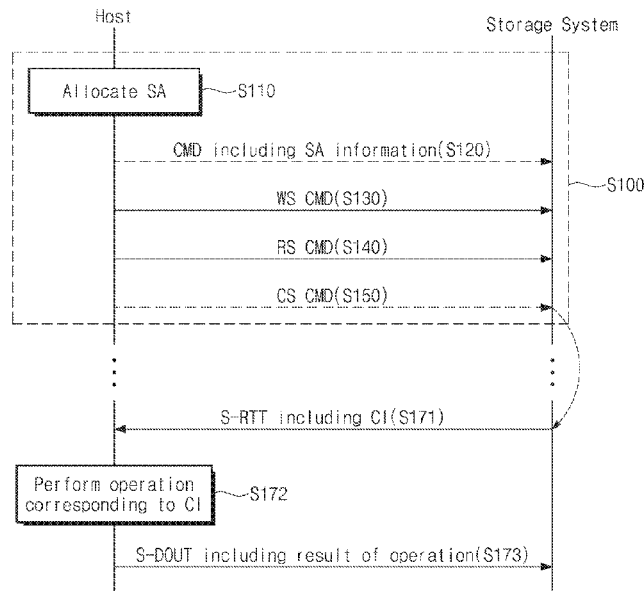 Host
Storage System
Allocate SA
S110
CMD including SA information(S120)
S100
WS CMD(S130)
RS CMD(S140)
CS CMD(S150)
S-RTT including CI(S171)
Perform operation
corresponding to CI
S172
S-DOUT including result of operation(S173)